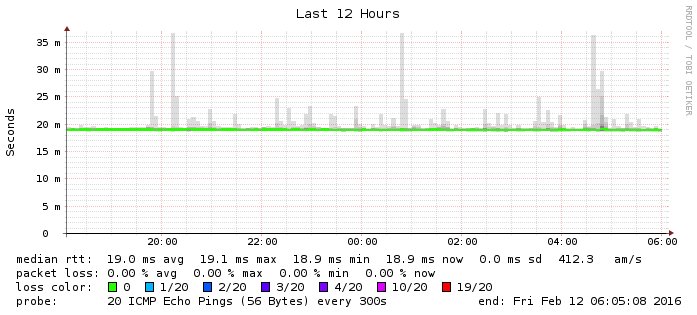 Last 12 Hours
RRDTOOL / TOBI OETIKER
Seconds
35 m
30 m
25 m
20 m
15 m
10 m
5 m
0
20:00 22:00 00:00 02:00 04:00 06:00
median rtt: 19.0 ms avg 19.1 ms max 18.9 ms min 18.9 ms now 0.0 ms sd 412.3 am/s
packet loss: 0.00 % avg 0.00 % max 0.00 % min 0.00 % now
loss color: 0 1/20 2/20 3/20 4/20 10/20 19/20
probe: 20 ICMP Echo Pings (56 Bytes) every 300s end: Fri Feb 12 06:05:08 2016